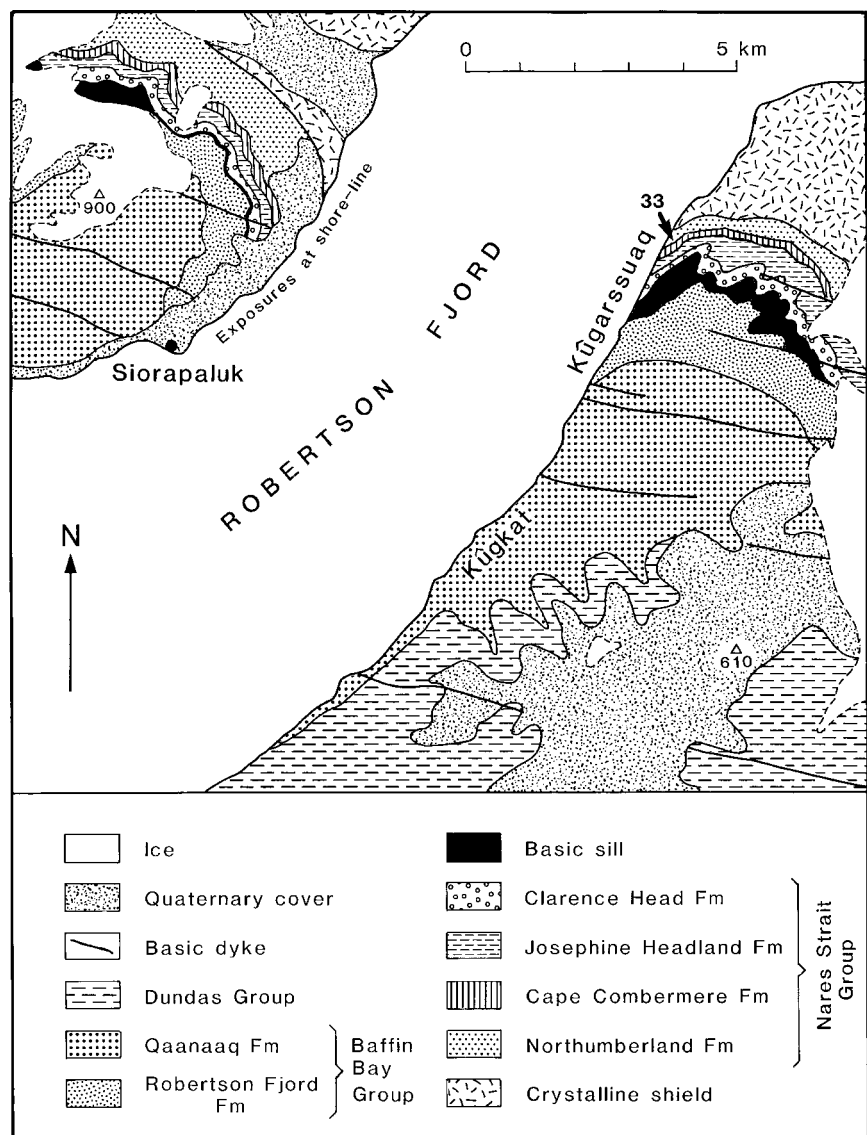 0 5 km
33
900
Exposures at shore-line
Siorapaluk
ROBERTSON FJORD
Kûgarssuaq
Kûgkat
N
610
Ice
Quaternary cover
Basic dyke
Dundas Group
Qaanaaq Fm
Robertson Fjord
Fm
Baffin
Bay
Group
Basic sill
Clarence Head Fm
Josephine Headland Fm
Cape Combermere Fm
Northumberland Fm
Crystalline shield
Nares Strait
Group